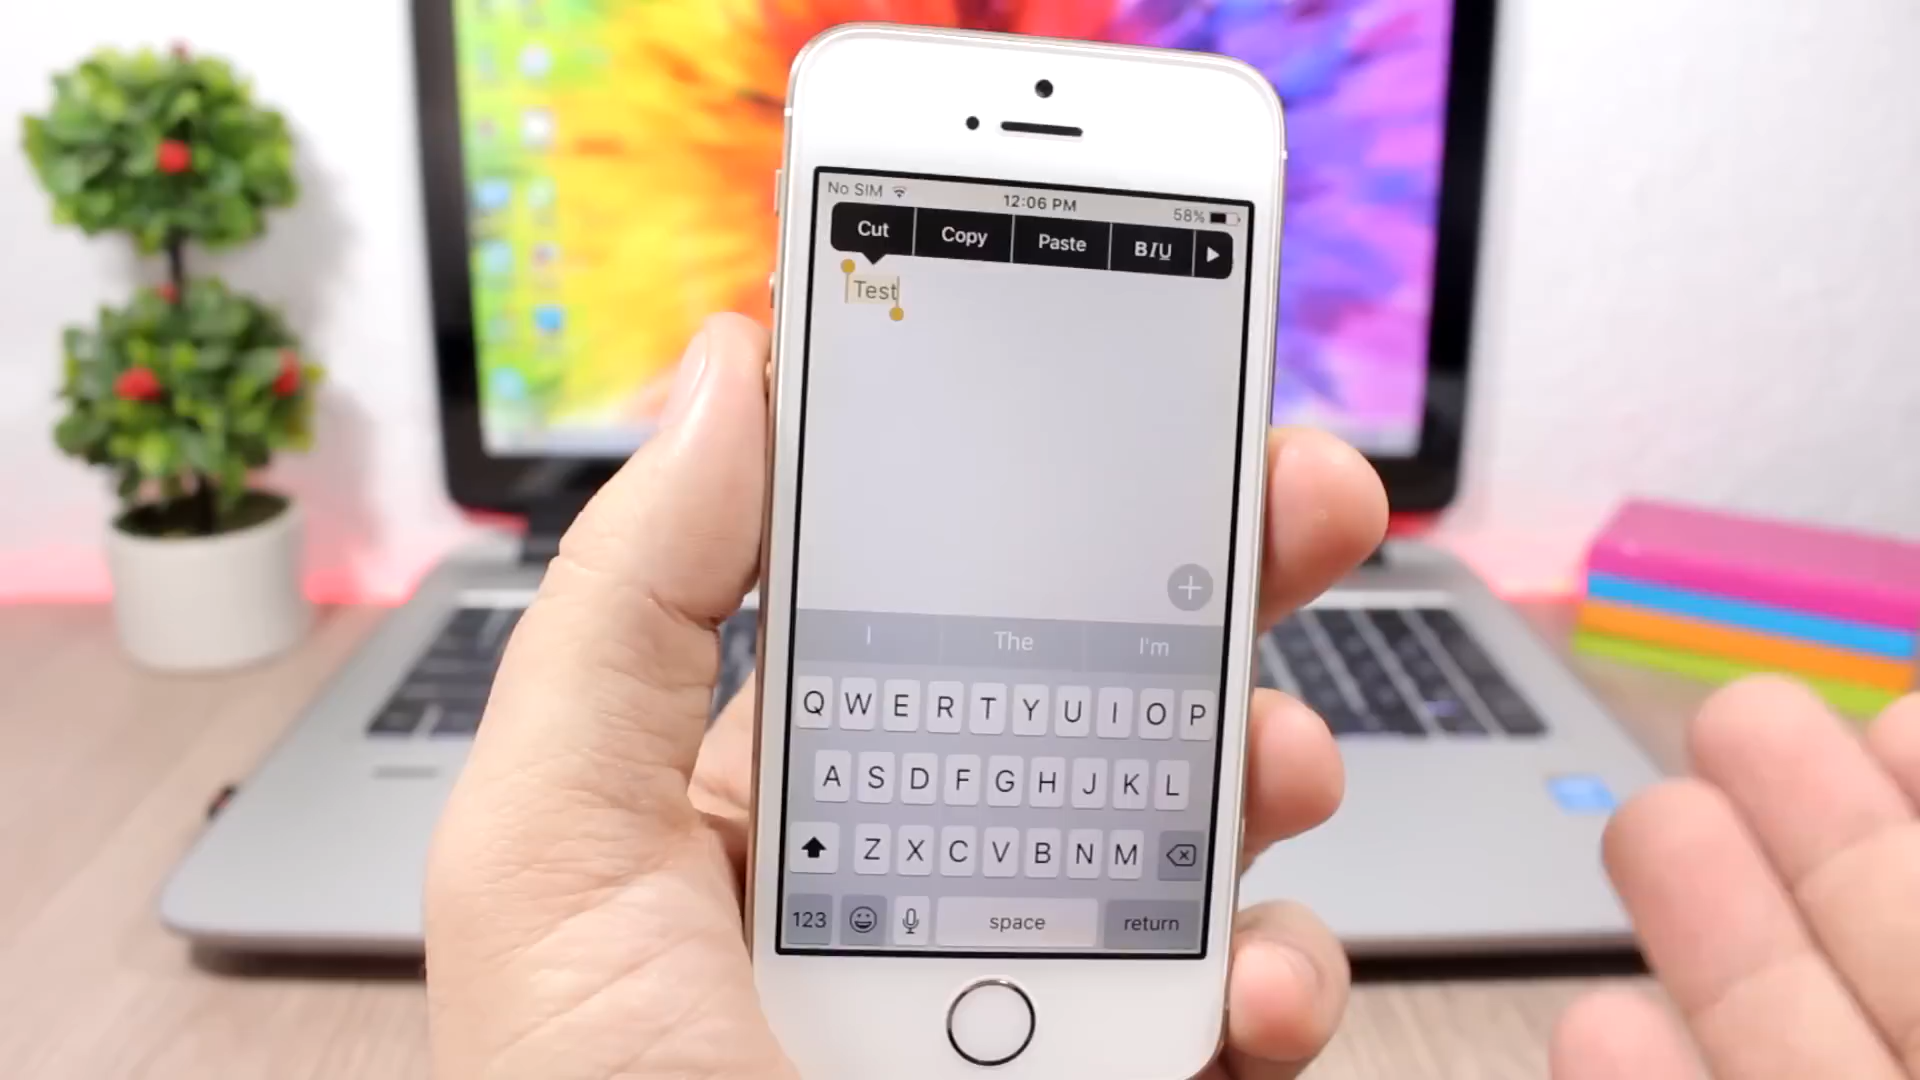 No SIM 12:06 PM 58%
Cut Copy Paste BIU
Test
I The I'm
Q W E R T Y U I O P
A S D F G H J K L
Z X C V B N M
123 space return